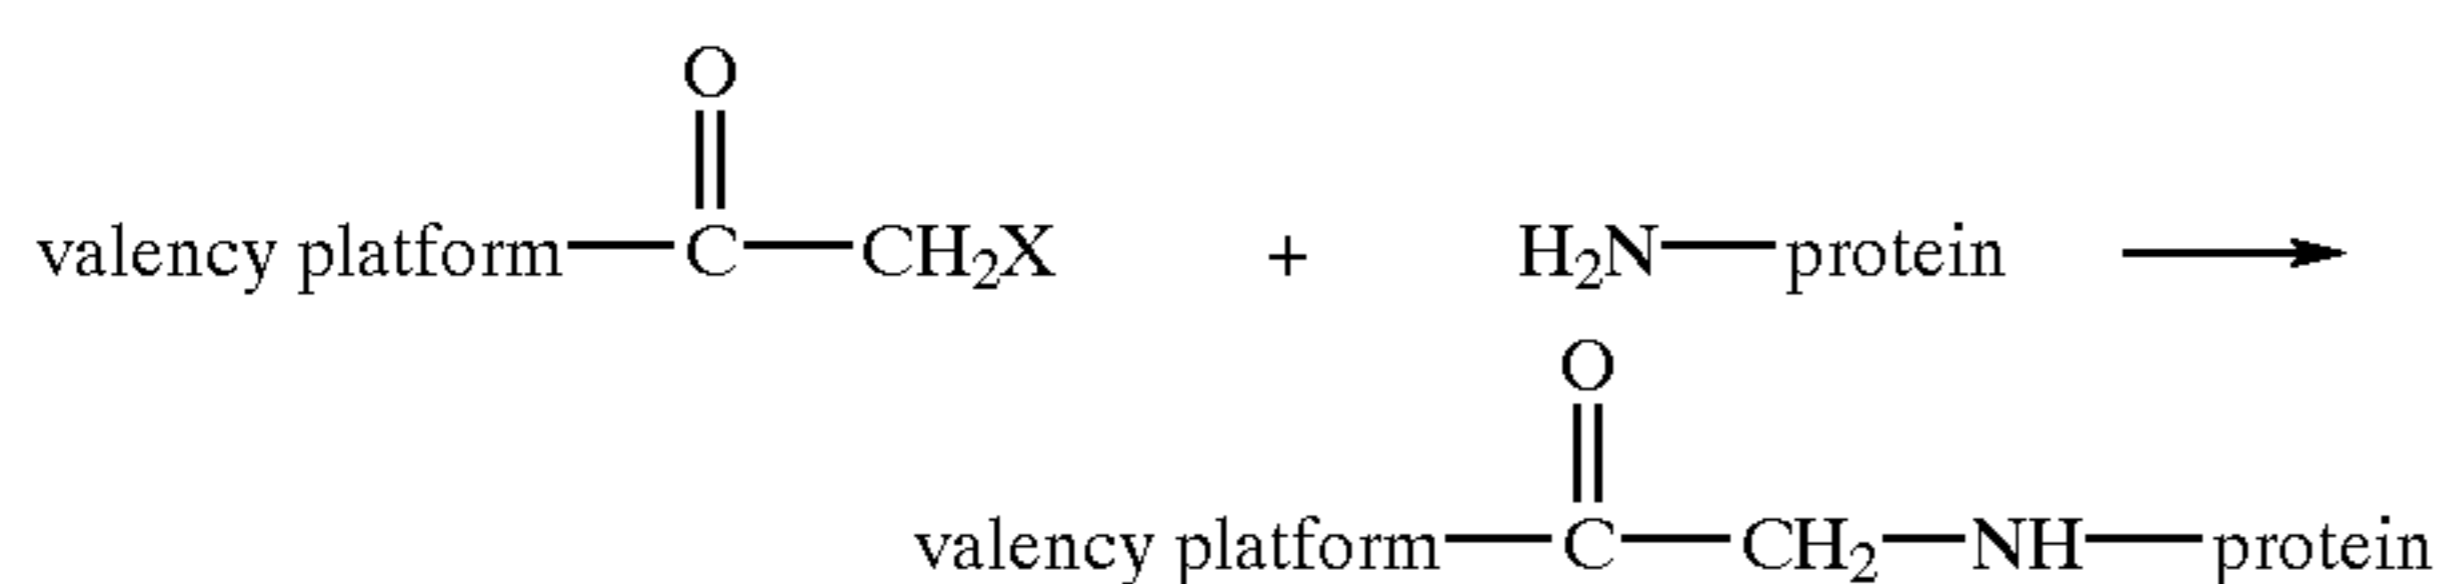 O
valency platform—C—CH₂X + H₂N—protein
O
valency platform—C—CH₂—NH—protein